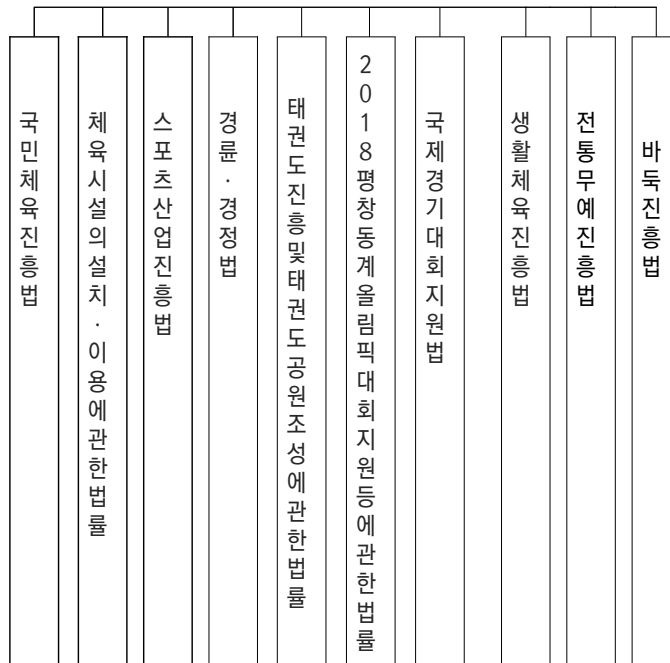 국민체육진흥법
체육시설의설치·이용에관한법률
스포츠산업진흥법
경륜·경정법
태권도진흥및태권도공원조성에관한법률
2018평창동계올림픽대회지원등에관한법률
국제경기대회지원법
생활체육진흥법
전통무예진흥법
바둑진흥법